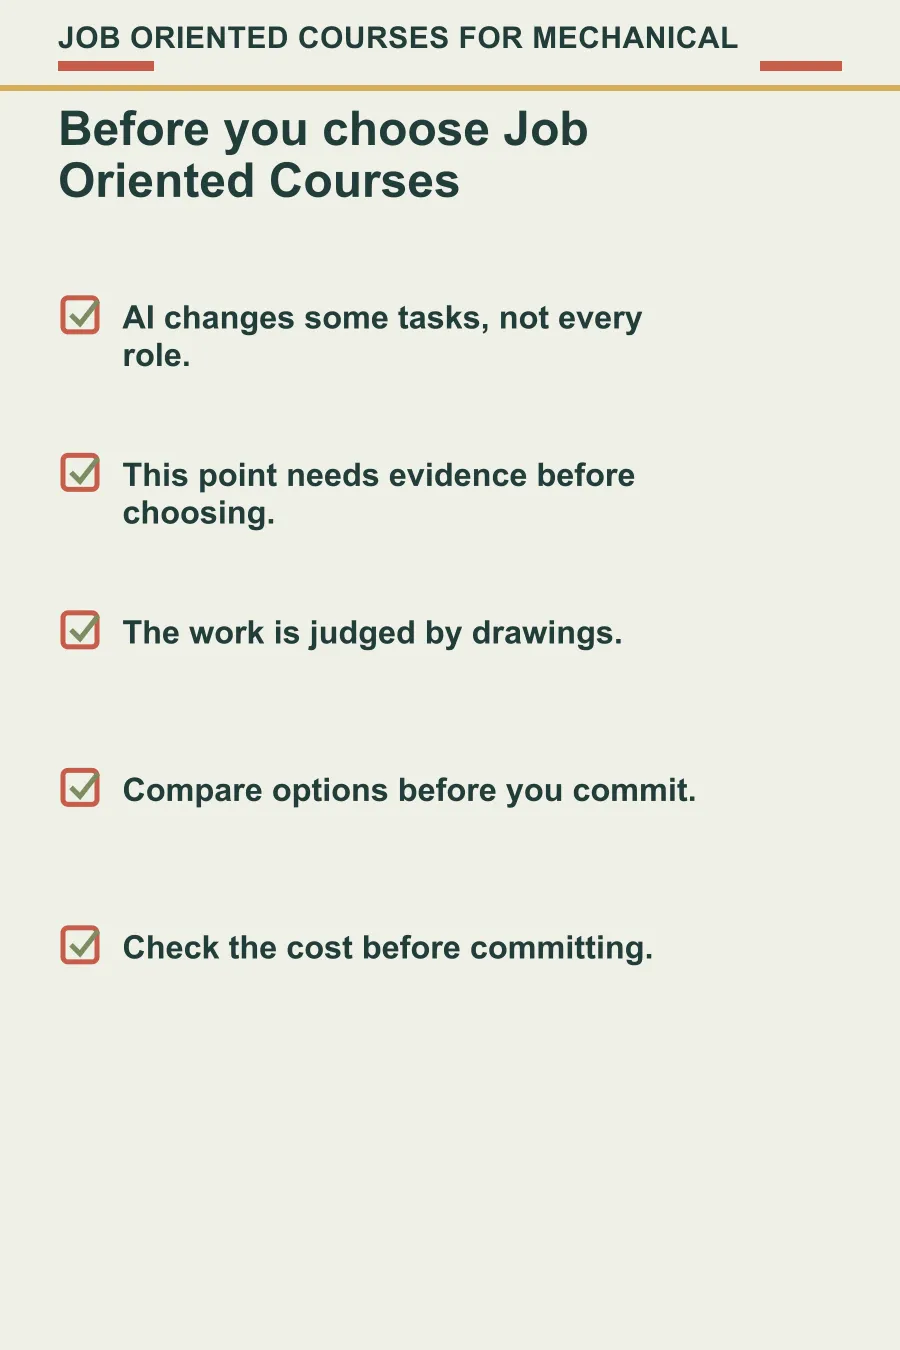 JOB ORIENTED COURSES FOR MECHANICAL
Before you choose Job
Oriented Courses
AI changes some tasks, not every
role.
This point needs evidence before
choosing.
The work is judged by drawings.
Compare options before you commit.
Check the cost before committing.